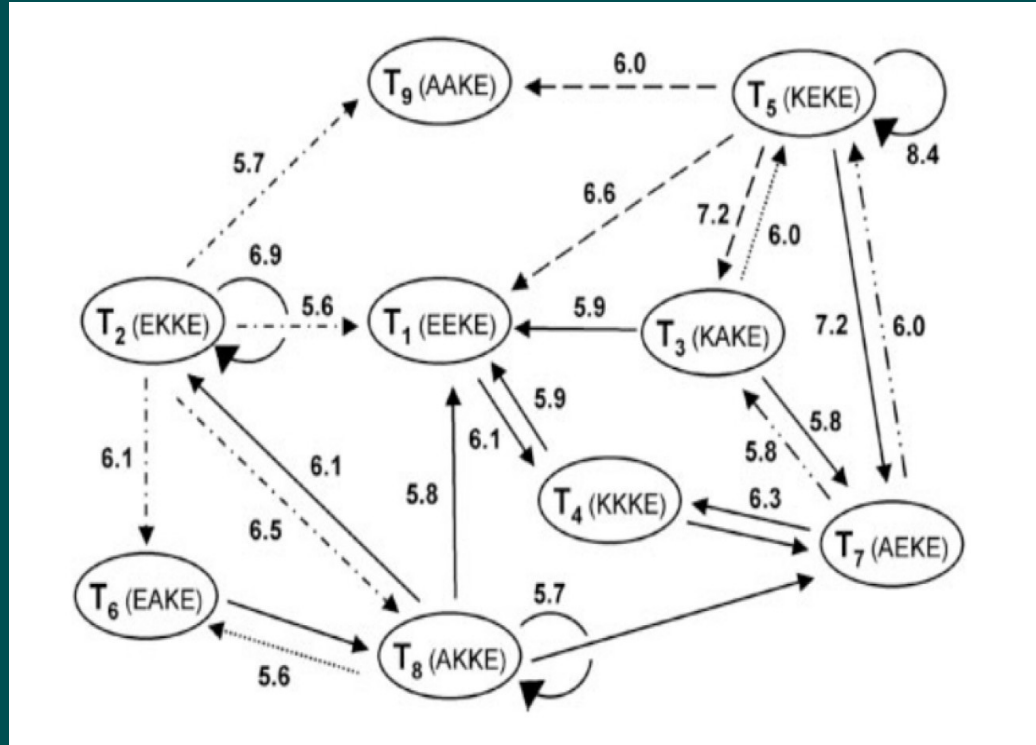 T9 (AAKE)
6.0
T5 (KEKE)
8.4
5.7
6.6
7.2
6.0
6.9
T2 (EKKE)
5.6
T1 (EEKE)
5.9
T3 (KAKE)
7.2
6.0
5.9
6.1
5.8
5.8
6.1
6.1
6.5
5.8
T4 (KKKE)
6.3
T7 (AEKE)
T6 (EAKE)
5.7
T8 (AKKE)
5.6